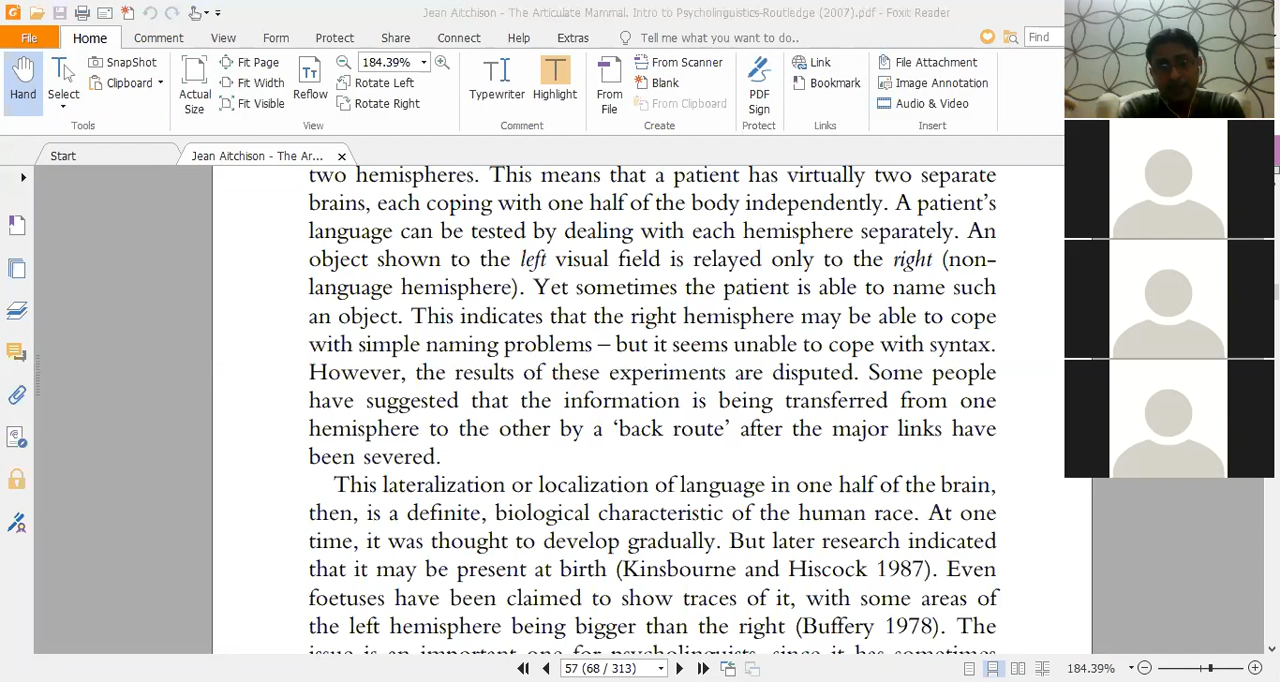 Jean Aitchison - The Articulate Mammal. Intro to Psycholinguistics-Routledge (2007).pdf - Foxit Reader
File Home Comment View Form Protect Share Connect Help Extras Tell me what you want to do.. Find
Hand
Select
SnapShot
Clipboard
Tools
Actual Size
Fit Page
Fit Width
Fit Visible
Reflow
184.39%
Rotate Left
Rotate Right
View
Typewriter
Highlight
Comment
From File
From Scanner
Blank
From Clipboard
Create
PDF Sign
Protect
Link
Bookmark
Links
File Attachment
Image Annotation
Audio & Video
Insert
Start
Jean Aitchison - The Ar...
two hemispheres. This means that a patient has virtually two separate
brains, each coping with one half of the body independently. A patient’s
language can be tested by dealing with each hemisphere separately. An
object shown to the left visual field is relayed only to the right (non-
language hemisphere). Yet sometimes the patient is able to name such
an object. This indicates that the right hemisphere may be able to cope
with simple naming problems – but it seems unable to cope with syntax.
However, the results of these experiments are disputed. Some people
have suggested that the information is being transferred from one
hemisphere to the other by a ‘back route’ after the major links have
been severed.
This lateralization or localization of language in one half of the brain,
then, is a definite, biological characteristic of the human race. At one
time, it was thought to develop gradually. But later research indicated
that it may be present at birth (Kinsbourne and Hiscock 1987). Even
foetuses have been claimed to show traces of it, with some areas of
the left hemisphere being bigger than the right (Buffery 1978). The
issue is an important one for psycholinguists, since it has sometimes
57 (68 / 313)
184.39%